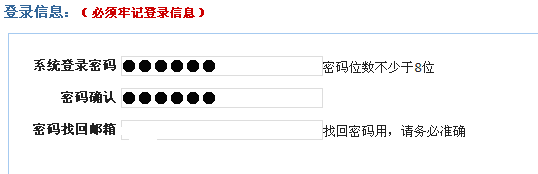 登录信息：（必须牢记登录信息）
系统登录密码 ●●●●●● 密码位数不少于8位
密码确认 ●●●●●●
密码找回邮箱 找回密码用，请务必准确